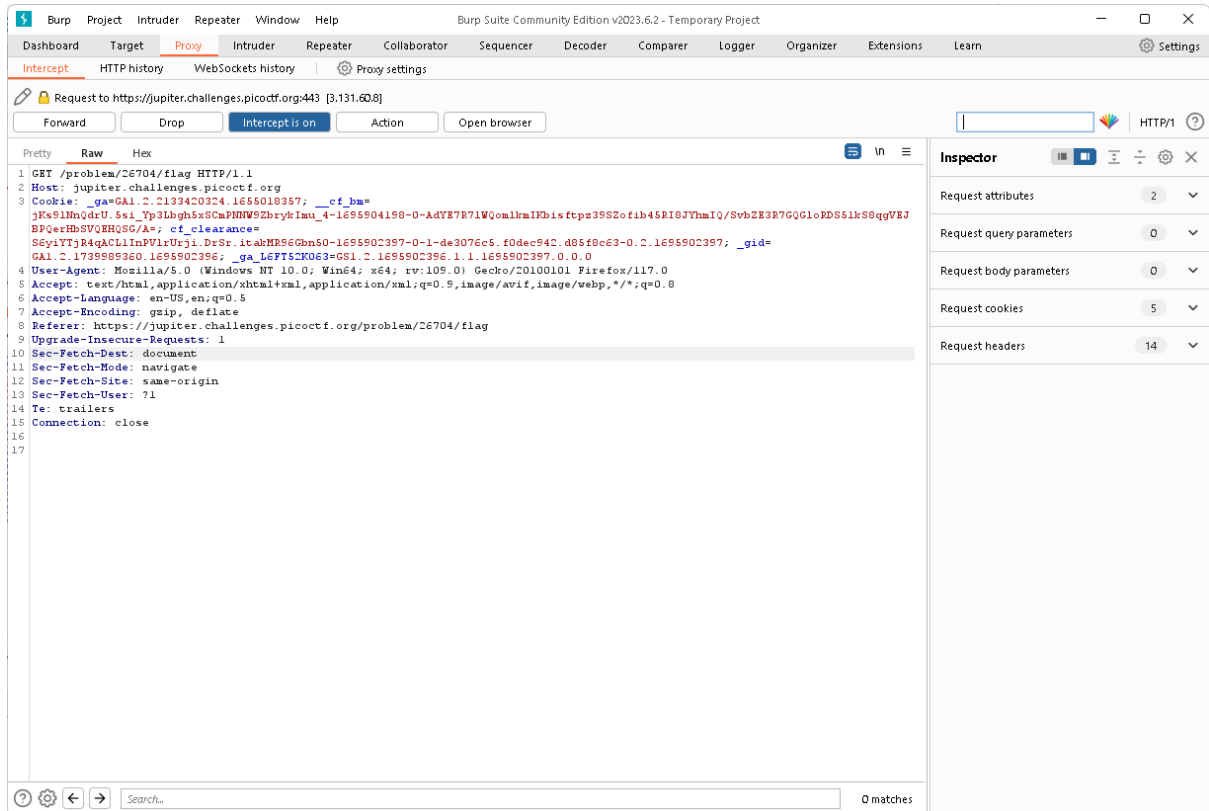 Burp Project Intruder Repeater Window Help Burp Suite Community Edition v2023.6.2 - Temporary Project
Dashboard Target Proxy Intruder Repeater Collaborator Sequencer Decoder Comparer Logger Organizer Extensions Learn Settings
Intercept HTTP history WebSockets history Proxy settings
Request to https://jupiter.challenges.picoctf.org:443 [3.131.60.8]
Forward Drop Intercept is on Action Open browser HTTP/1
Pretty Raw Hex \n
1 GET /problem/26704/flag HTTP/1.1
2 Host: jupiter.challenges.picoctf.org
3 Cookie: _ga=GA1.2.2133420324.1655018357; __cf_bm=
jKs91NnQdrU.5si_Yp3Lbgh5xSCmPNNW9ZbrykImu_4-1695904198-0-AdYE7R71WQomlkmIKbisftpz39SZofib45RI8JYhmIQ/SvbZE3R7GQGloRDS51kS8qgVEJ
BPQerHbSVQEHQSG/A=; cf_clearance=
S6yiYTjR4qACL1InPVlrUrji.DrSr.itakMR96Gbn50-1695902397-0-1-de3076c5.f0dec942.d85f8c63-0.2.1695902397; _gid=
GA1.2.1739989360.1695902396; _ga_L6FT52K063=GS1.2.1695902396.1.1.1695902397.0.0.0
4 User-Agent: Mozilla/5.0 (Windows NT 10.0; Win64; x64; rv:109.0) Gecko/20100101 Firefox/117.0
5 Accept: text/html,application/xhtml+xml,application/xml;q=0.9,image/avif,image/webp,*/*;q=0.8
6 Accept-Language: en-US,en;q=0.5
7 Accept-Encoding: gzip, deflate
8 Referer: https://jupiter.challenges.picoctf.org/problem/26704/flag
9 Upgrade-Insecure-Requests: 1
10 Sec-Fetch-Dest: document
11 Sec-Fetch-Mode: navigate
12 Sec-Fetch-Site: same-origin
13 Sec-Fetch-User: ?1
14 Te: trailers
15 Connection: close
16
17
Inspector
Request attributes 2
Request query parameters 0
Request body parameters 0
Request cookies 5
Request headers 14
Search... 0 matches